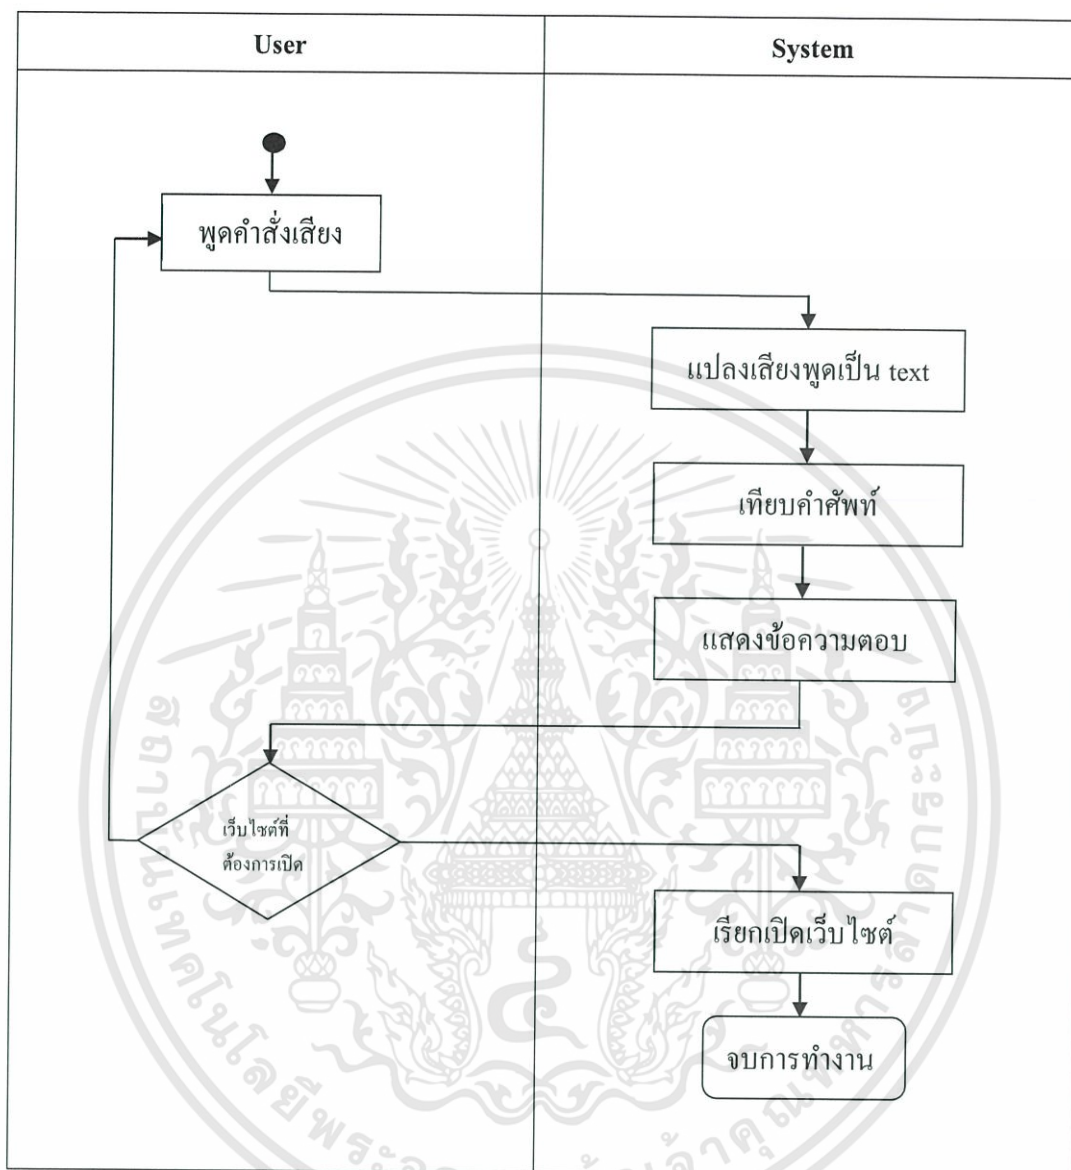 User
System
พูดคำสั่งเสียง
แปลงเสียงพูดเป็น text
เทียบคำศัพท์
แสดงข้อความตอบ
เว็บไซต์ที่
ต้องการเปิด
เรียกเปิดเว็บไซต์
จบการทำงาน